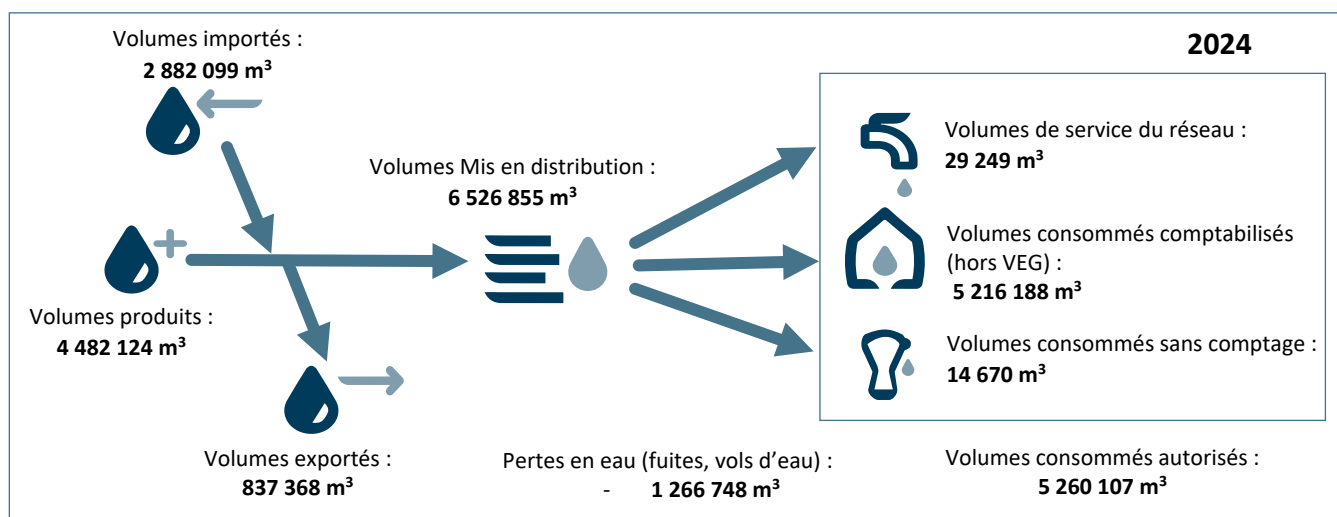 Volumes importés :
2 882 099 m³
2024
Volumes de service du réseau :
29 249 m³
Volumes Mis en distribution :
6 526 855 m³
Volumes consommés comptabilisés
(hors VEG) :
5 216 188 m³
Volumes produits :
4 482 124 m³
Volumes consommés sans comptage :
14 670 m³
Volumes exportés :
837 368 m³
Pertes en eau (fuites, vols d’eau) :
- 1 266 748 m³
Volumes consommés autorisés :
5 260 107 m³